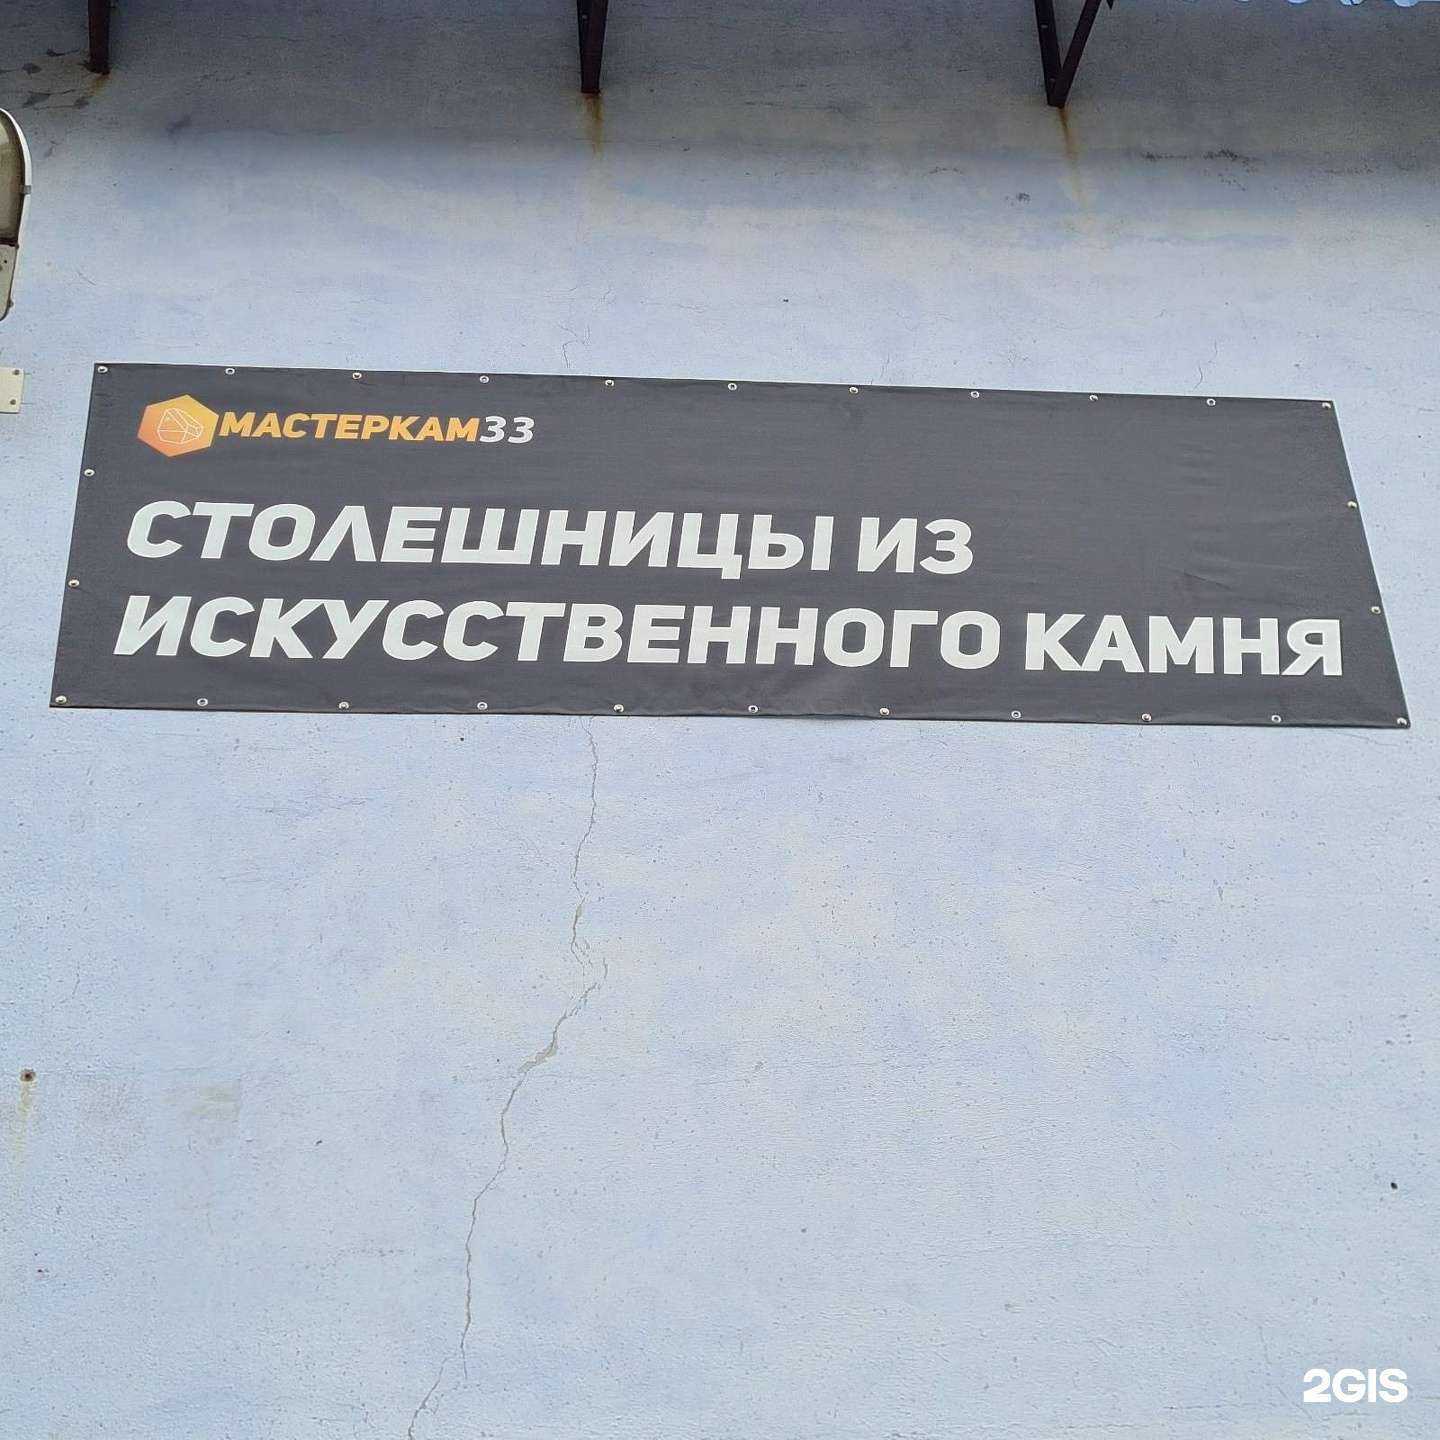 МАСТЕРКАМ33
СТОЛЕШНИЦЫ ИЗ
ИСКУССТВЕННОГО КАМНЯ
2GIS